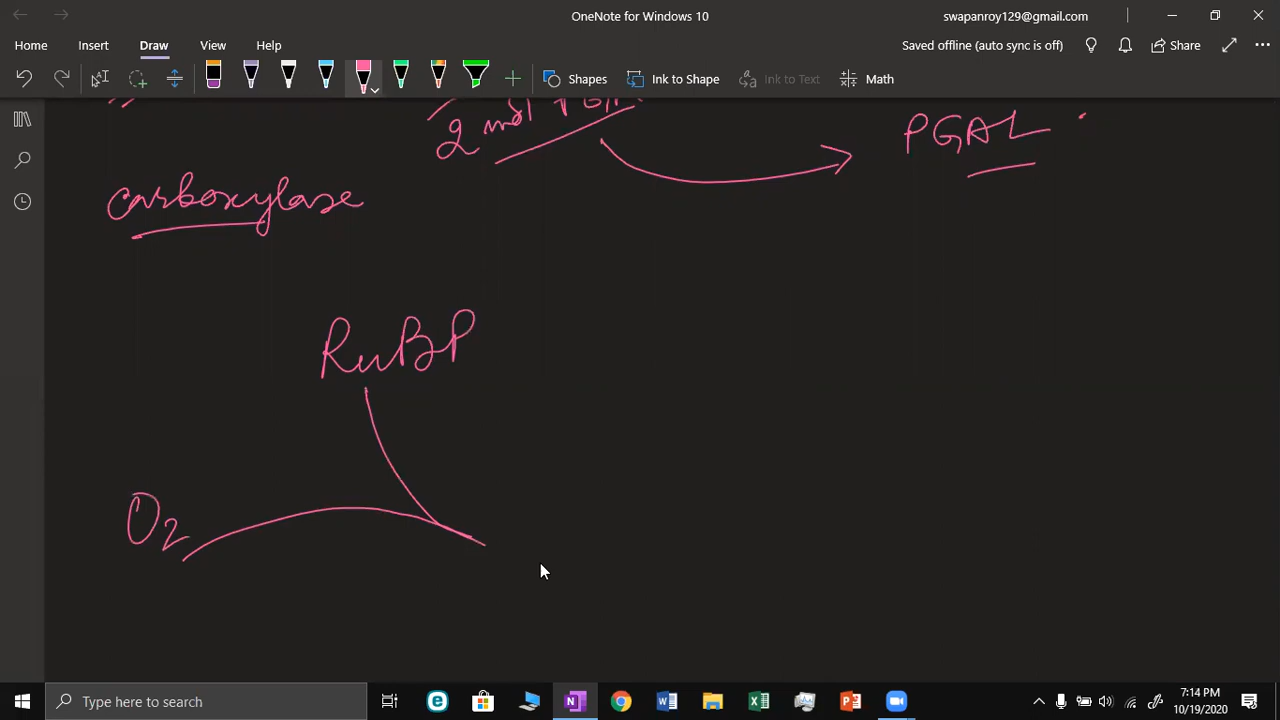 OneNote for Windows 10
swapanroy129@gmail.com
Home Insert Draw View Help
Saved offline (auto sync is off)
Share
Shapes
Ink to Shape
Ink to Text
Math
2 mol PGA
PGAL
carboxylase
RuBP
O2
Type here to search
7:14 PM
10/19/2020